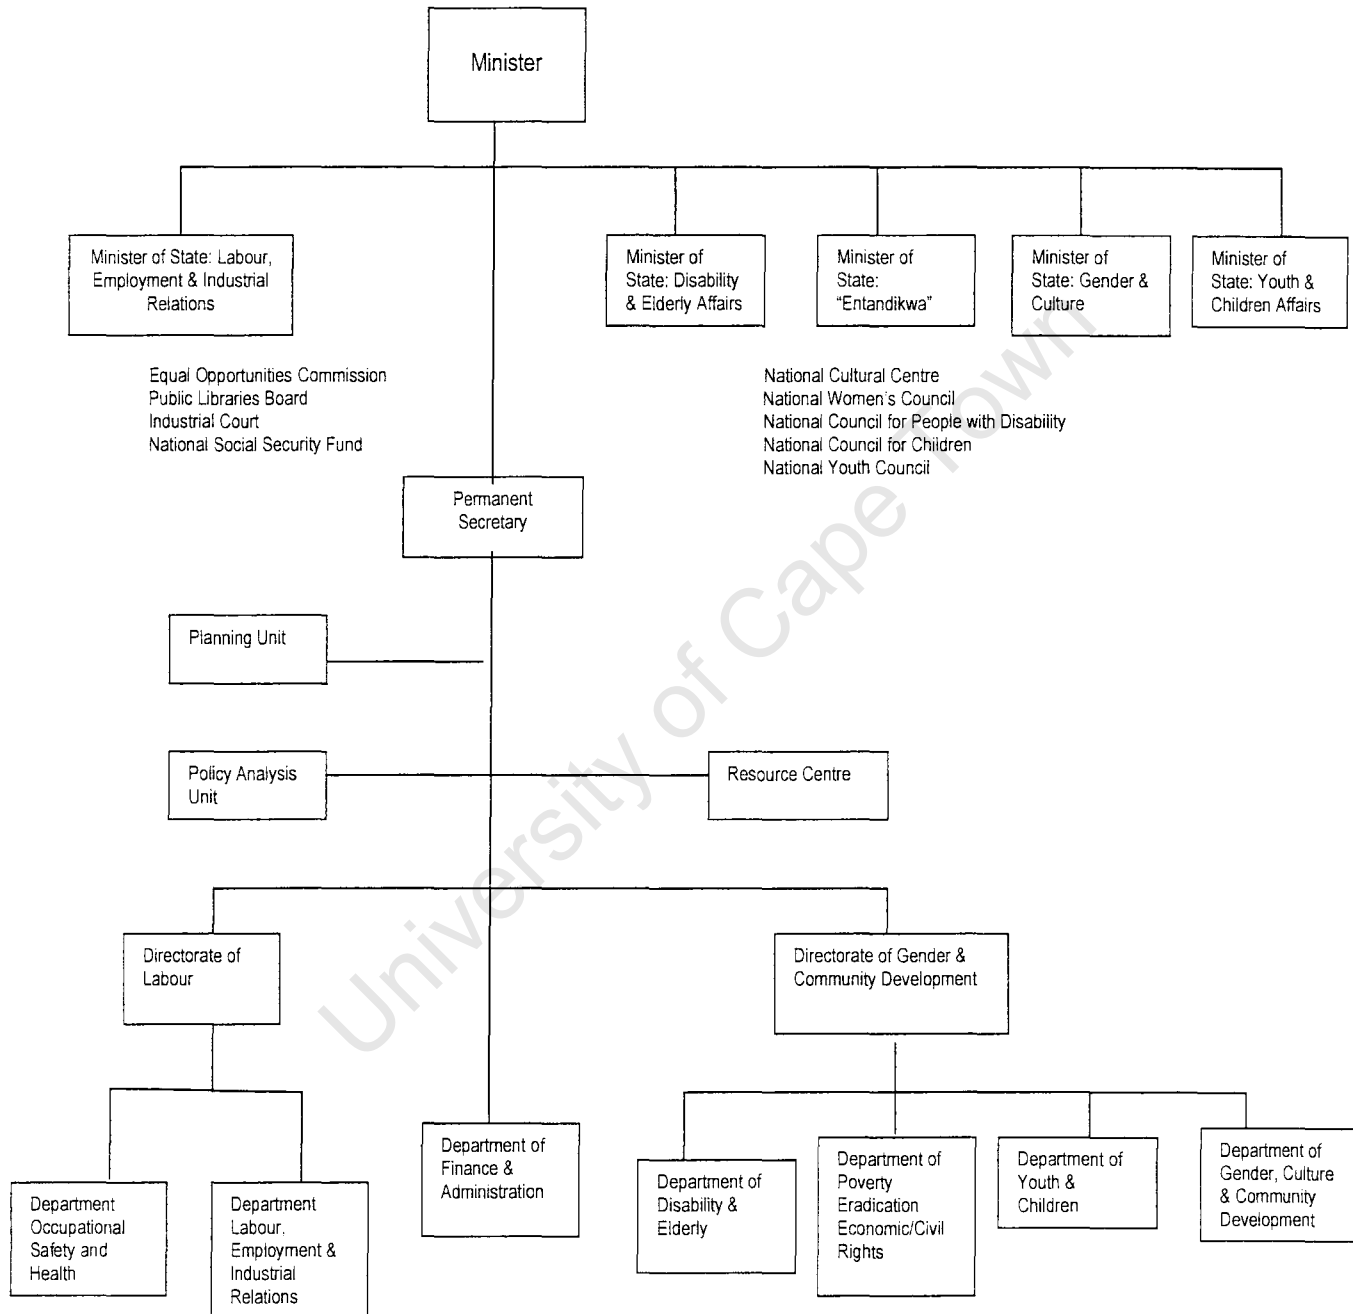 Minister
Minister of State: Labour,
Employment & Industrial
Relations
Minister of
State: Disability
& Elderly Affairs
Minister of
State:
"Entandikwa"
Minister of
State: Gender &
Culture
Minister of
State: Youth &
Children Affairs
Equal Opportunities Commission
Public Libraries Board
Industrial Court
National Social Security Fund
National Cultural Centre
National Women's Council
National Council for People with Disability
National Council for Children
National Youth Council
Permanent
Secretary
Planning Unit
Policy Analysis
Unit
Resource Centre
Directorate of
Labour
Directorate of Gender &
Community Development
Department
Occupational
Safety and
Health
Department
Labour,
Employment &
Industrial
Relations
Department of
Finance &
Administration
Department of
Disability &
Elderly
Department of
Poverty
Eradication
Economic/Civil
Rights
Department of
Youth &
Children
Department of
Gender, Culture
& Community
Development
University of Cape Town